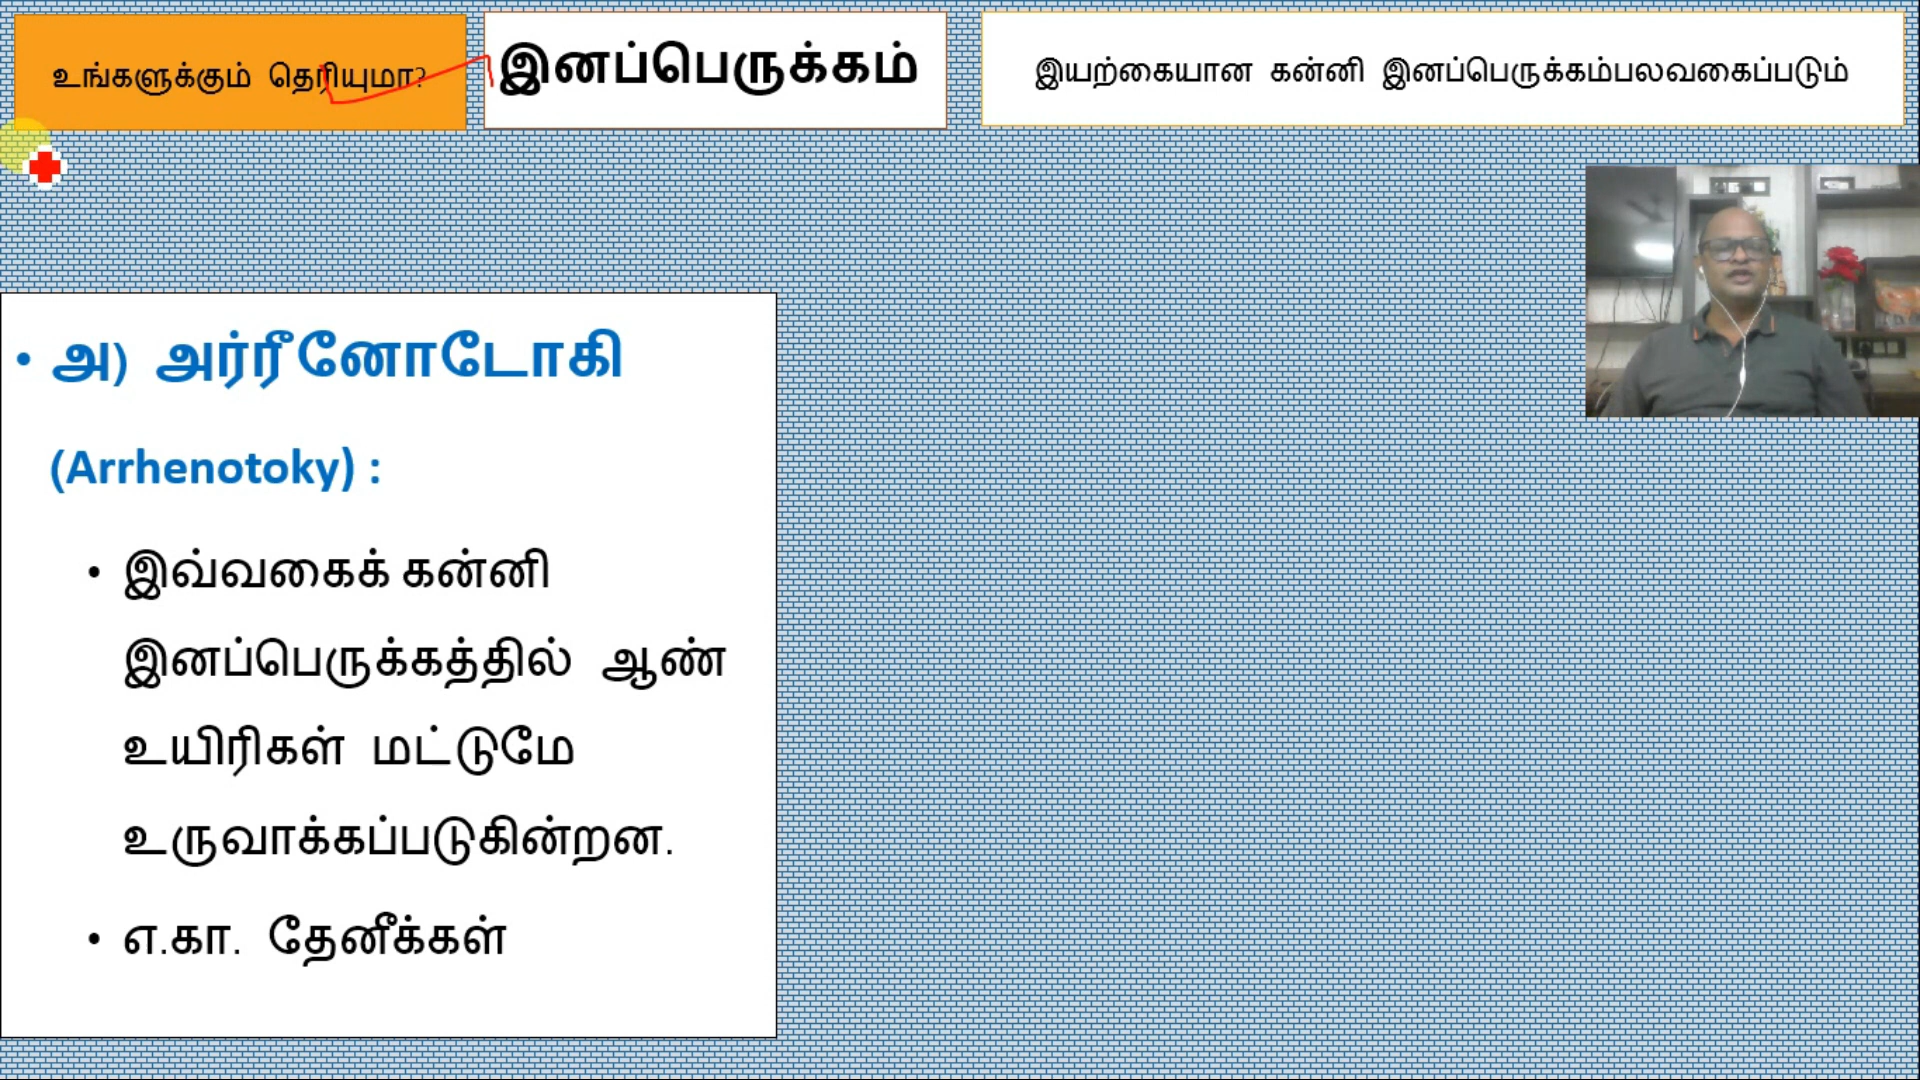 உங்களுக்கும் தெரியுமா?
இனப்பெருக்கம்
இயற்கையான கன்னி இனப்பெருக்கம்பலவகைப்படும்
• அ) அர்ரீனோடோகி
(Arrhenotoky) :
• இவ்வகைக் கன்னி
இனப்பெருக்கத்தில் ஆண்
உயிரிகள் மட்டுமே
உருவாக்கப்படுகின்றன.
• எ.கா. தேனீக்கள்